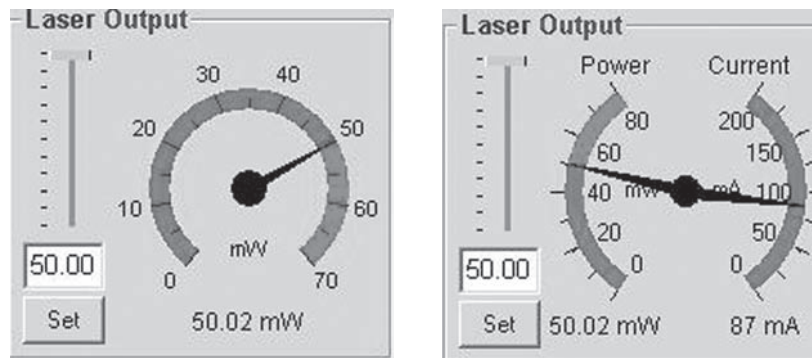 Laser Output
30 40
20 50
10 60
mW
0 70
50.00
Set
50.02 mW
Laser Output
Power Current
80 200
60 150
40 mW mA 100
20 50
0 0
50.00
Set
50.02 mW 87 mA